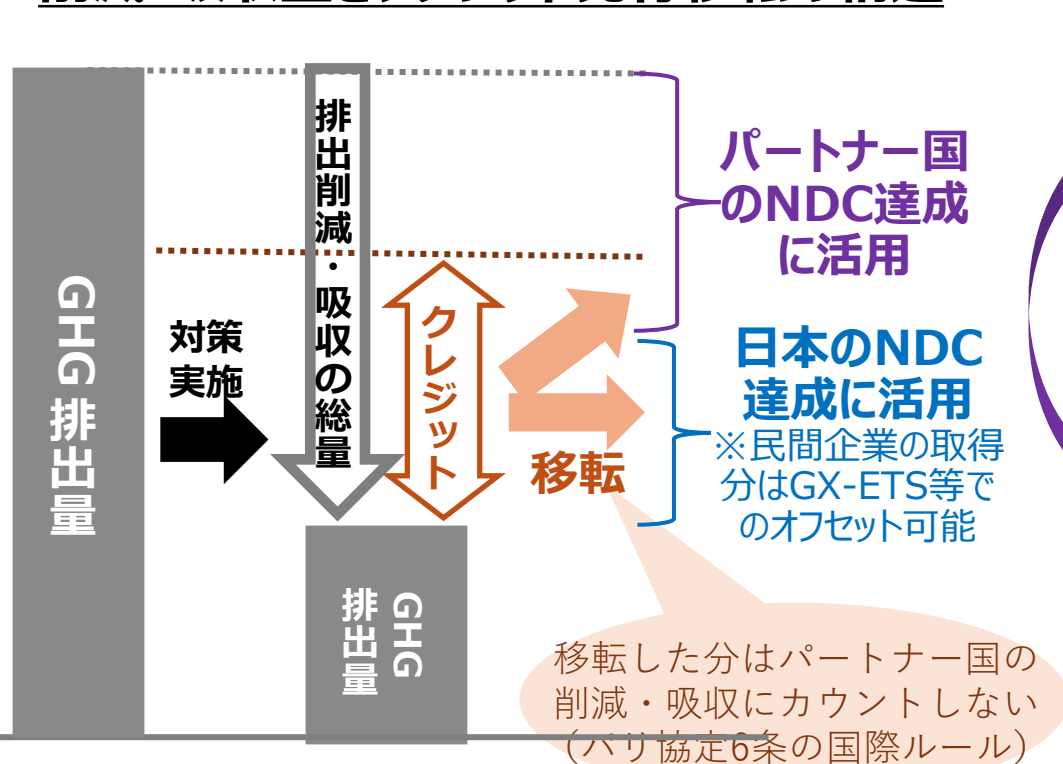 GHG排出量
対策
実施
排出削減・吸収の総量
クレジット
移転
GHG
排出量
パートナー国
のNDC達成
に活用
日本のNDC
達成に活用
※民間企業の取得
分はGX-ETS等で
のオフセット可能
移転した分はパートナー国の
削減・吸収にカウントしない
（パリ協定6条の国際ルール）